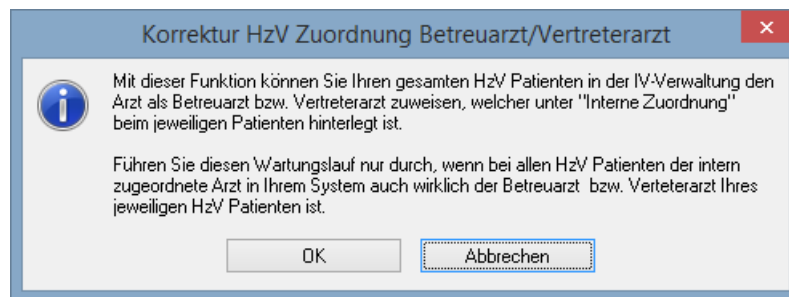 Korrektur HzV Zuordnung Betreuarzt/Vertreterarzt
Mit dieser Funktion können Sie Ihren gesamten HzV Patienten in der IV-Verwaltung den
Arzt als Betreuarzt bzw. Vertreterarzt zuweisen, welcher unter "Interne Zuordnung"
beim jeweiligen Patienten hinterlegt ist.
Führen Sie diesen Wartungslauf nur durch, wenn bei allen HzV Patienten der intern
zugeordnete Arzt in Ihrem System auch wirklich der Betreuarzt bzw. Verteterarzt Ihres
jeweiligen HzV Patienten ist.
OK
Abbrechen